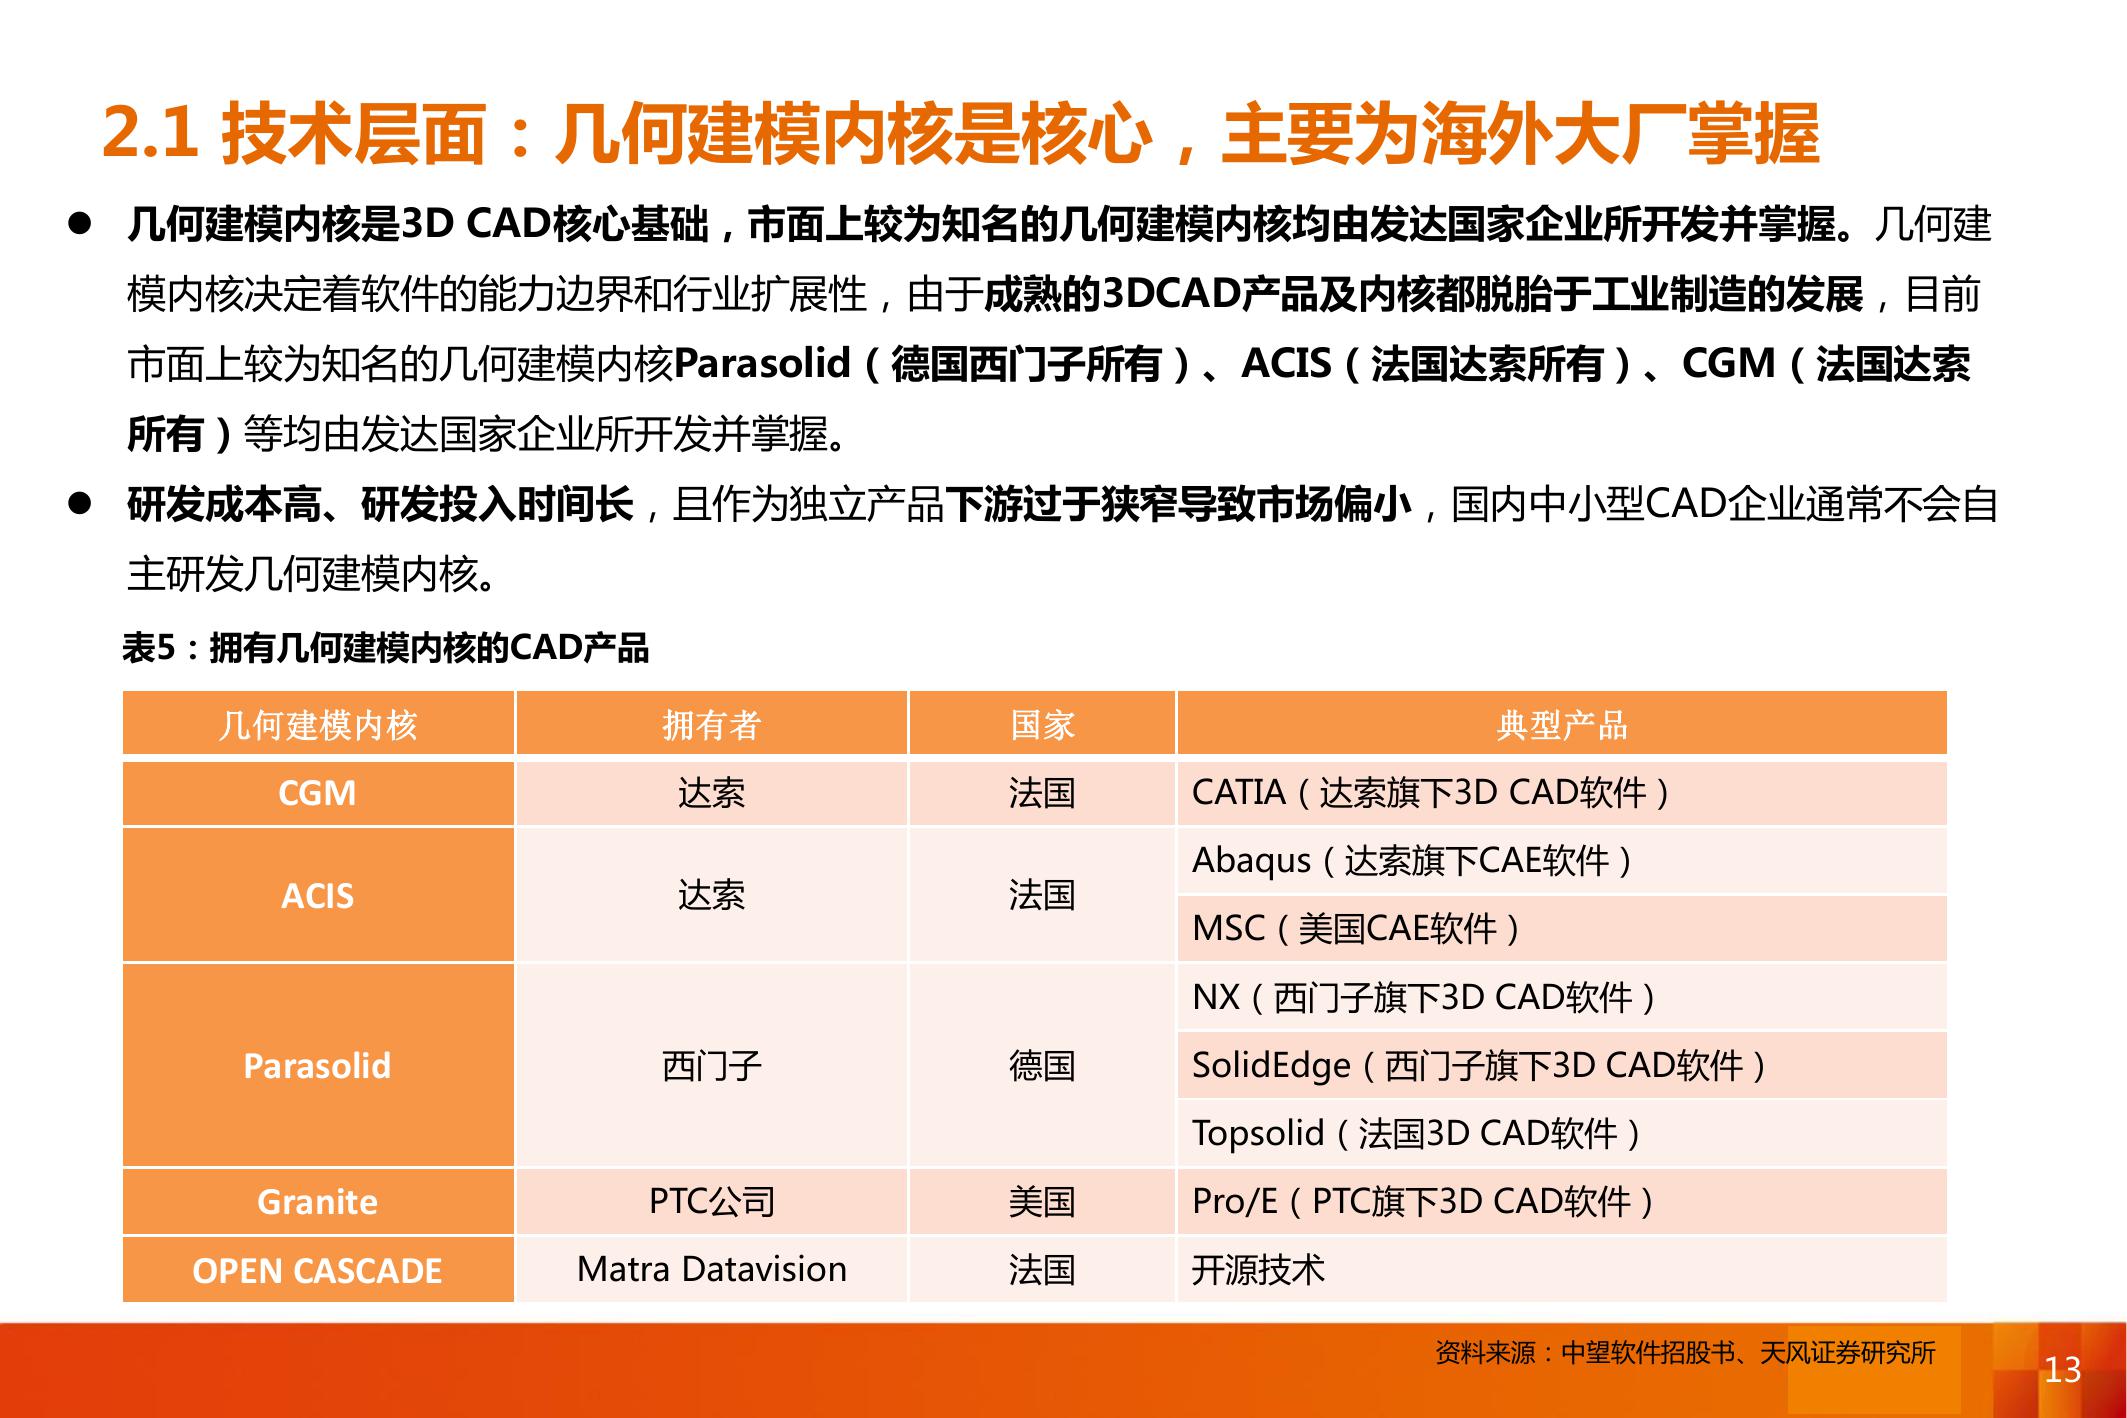 2.1 技术层面：几何建模内核是核心，主要为海外大厂掌握
● 几何建模内核是3D CAD核心基础，市面上较为知名的几何建模内核均由发达国家企业所开发并掌握。几何建
模内核决定着软件的能力边界和行业扩展性，由于成熟的3DCAD产品及内核都脱胎于工业制造的发展，目前
市面上较为知名的几何建模内核Parasolid（德国西门子所有）、ACIS（法国达索所有）、CGM（法国达索
所有）等均由发达国家企业所开发并掌握。
● 研发成本高、研发投入时间长，且作为独立产品下游过于狭窄导致市场偏小，国内中小型CAD企业通常不会自
主研发几何建模内核。
表5：拥有几何建模内核的CAD产品
几何建模内核 拥有者 国家 典型产品
CGM 达索 法国 CATIA（达索旗下3D CAD软件）
ACIS 达索 法国 Abaqus（达索旗下CAE软件）
MSC（美国CAE软件）
Parasolid 西门子 德国 NX（西门子旗下3D CAD软件）
SolidEdge（西门子旗下3D CAD软件）
Topsolid（法国3D CAD软件）
Granite PTC公司 美国 Pro/E（PTC旗下3D CAD软件）
OPEN CASCADE Matra Datavision 法国 开源技术
资料来源：中望软件招股书、天风证券研究所
13